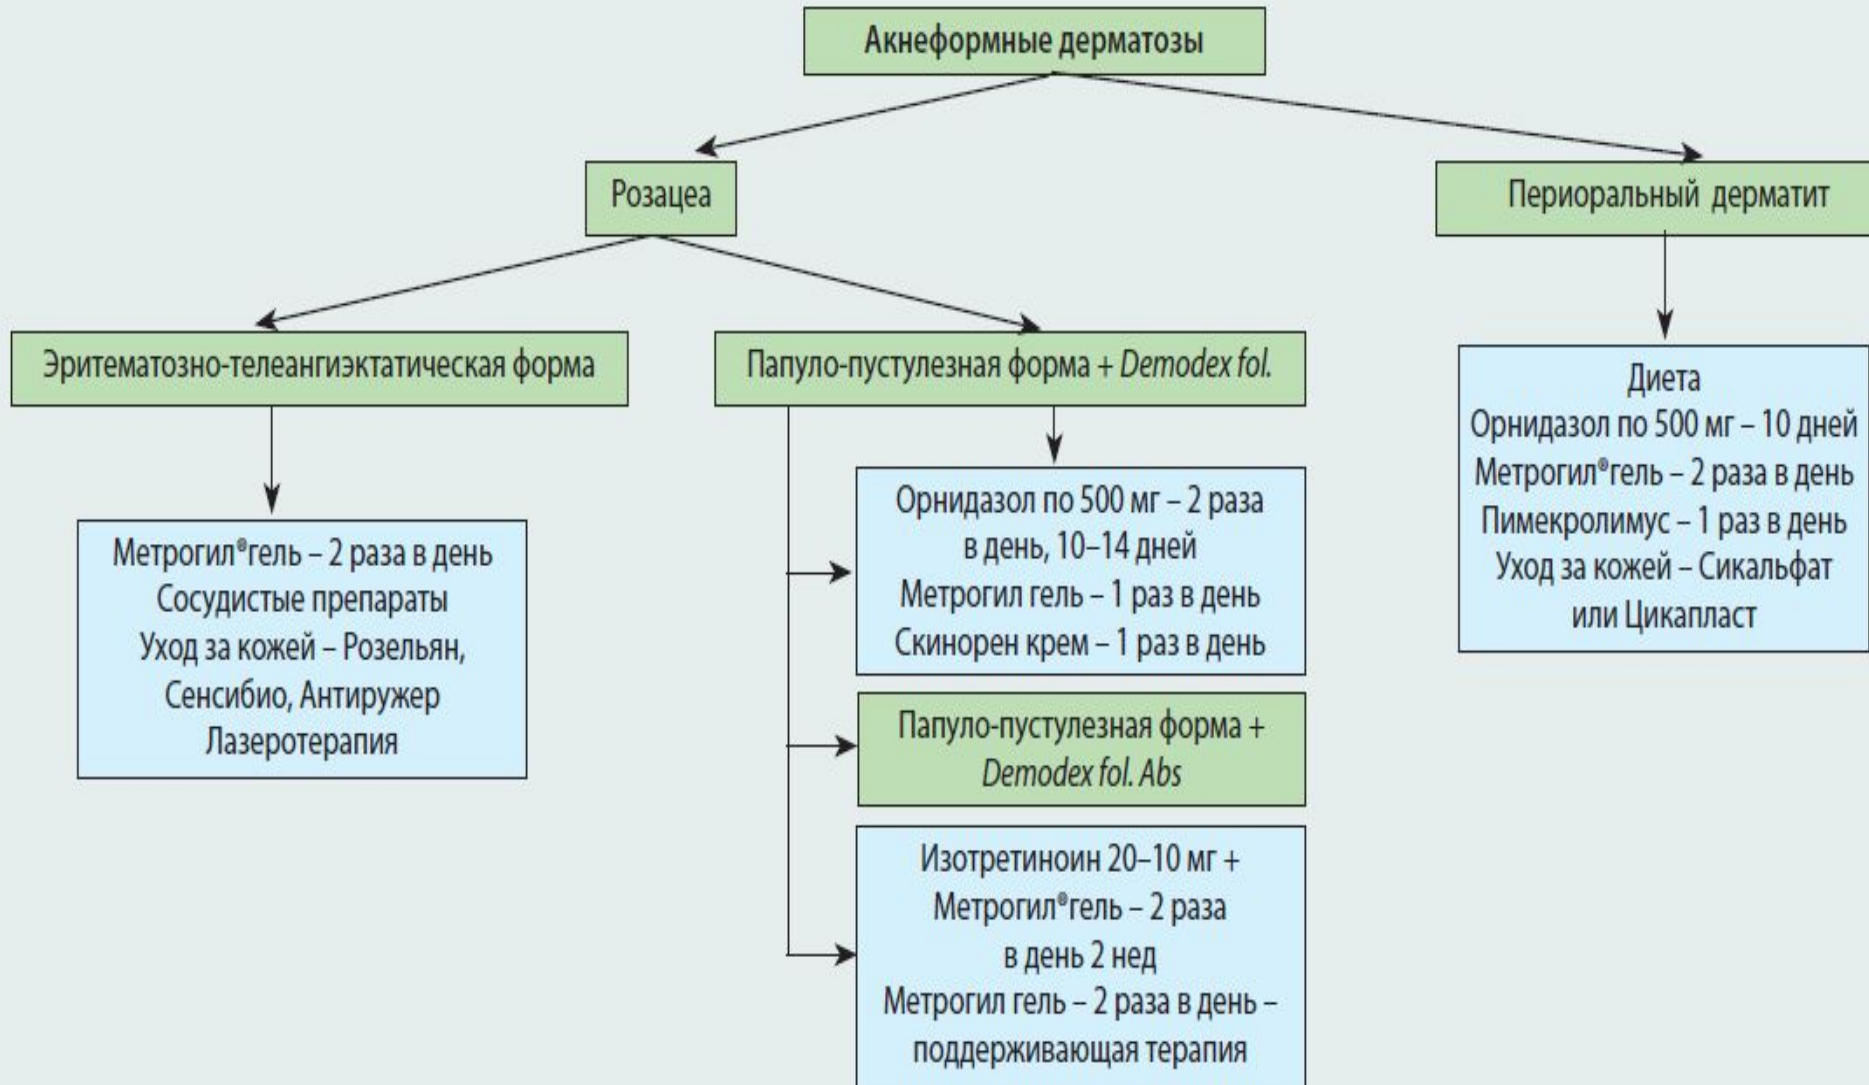 Акнеформные дерматозы
Розацеа
Периоральный дерматит
Эритематозно-телеангиэктатическая форма
Папуло-пустулезная форма + Demodex fol.
Метрогил®гель – 2 раза в день
Сосудистые препараты
Уход за кожей – Розельян,
Сенсибио, Антиружер
Лазеротерапия
Орнидазол по 500 мг – 2 раза
в день, 10–14 дней
Метрогил гель – 1 раз в день
Скинорен крем – 1 раз в день
Папуло-пустулезная форма +
Demodex fol. Abs
Изотретиноин 20–10 мг +
Метрогил®гель – 2 раза
в день 2 нед
Метрогил гель – 2 раза в день –
поддерживающая терапия
Диета
Орнидазол по 500 мг – 10 дней
Метрогил®гель – 2 раза в день
Пимекролимус – 1 раз в день
Уход за кожей – Сикальфат
или Цикапласт